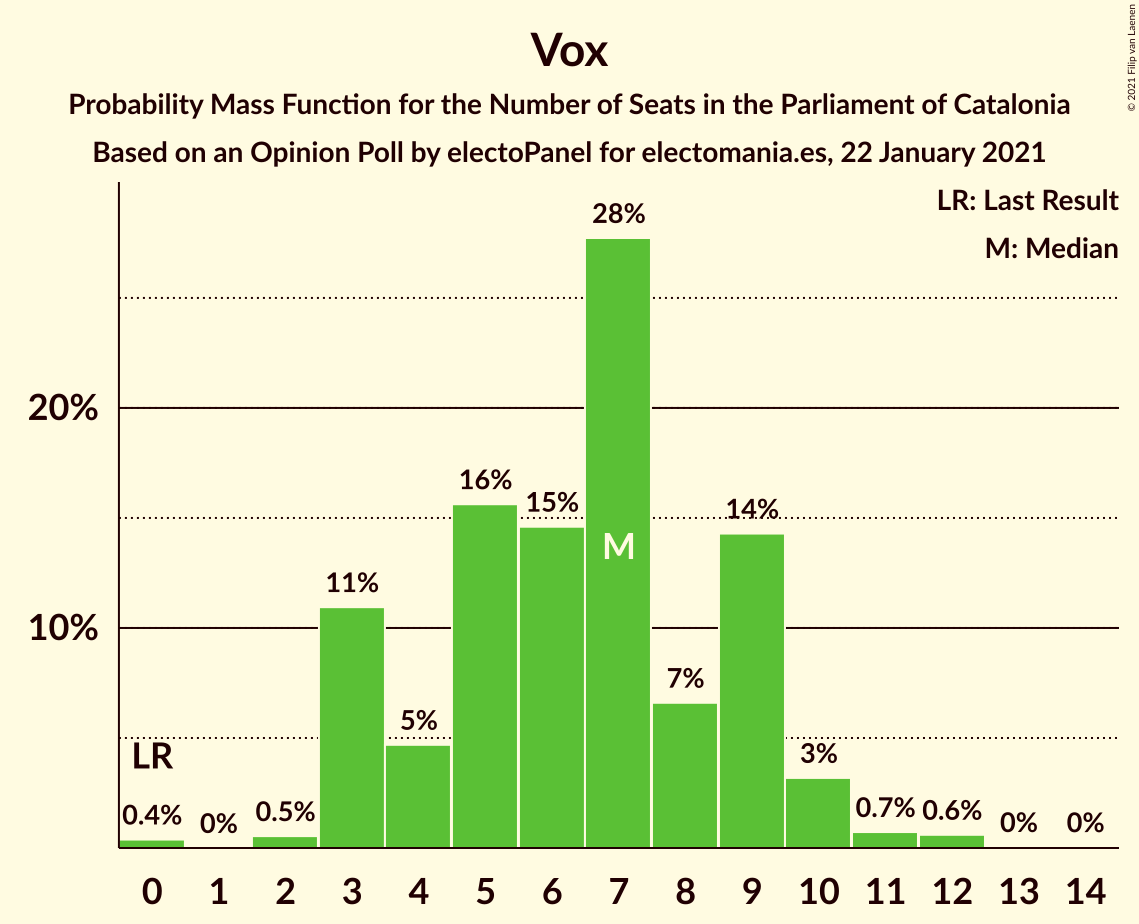 Vox
Probability Mass Function for the Number of Seats in the Parliament of Catalonia
Based on an Opinion Poll by electoPanel for electomania.es, 22 January 2021
© 2021 Filip van Laenen
LR: Last Result
M: Median
28%
20%
16%
15%
14%
M
11%
10%
7%
5%
LR
3%
0.4%
0%
0.5%
0.7%
0.6%
0%
0%
0 1 2 3 4 5 6 7 8 9 10 11 12 13 14